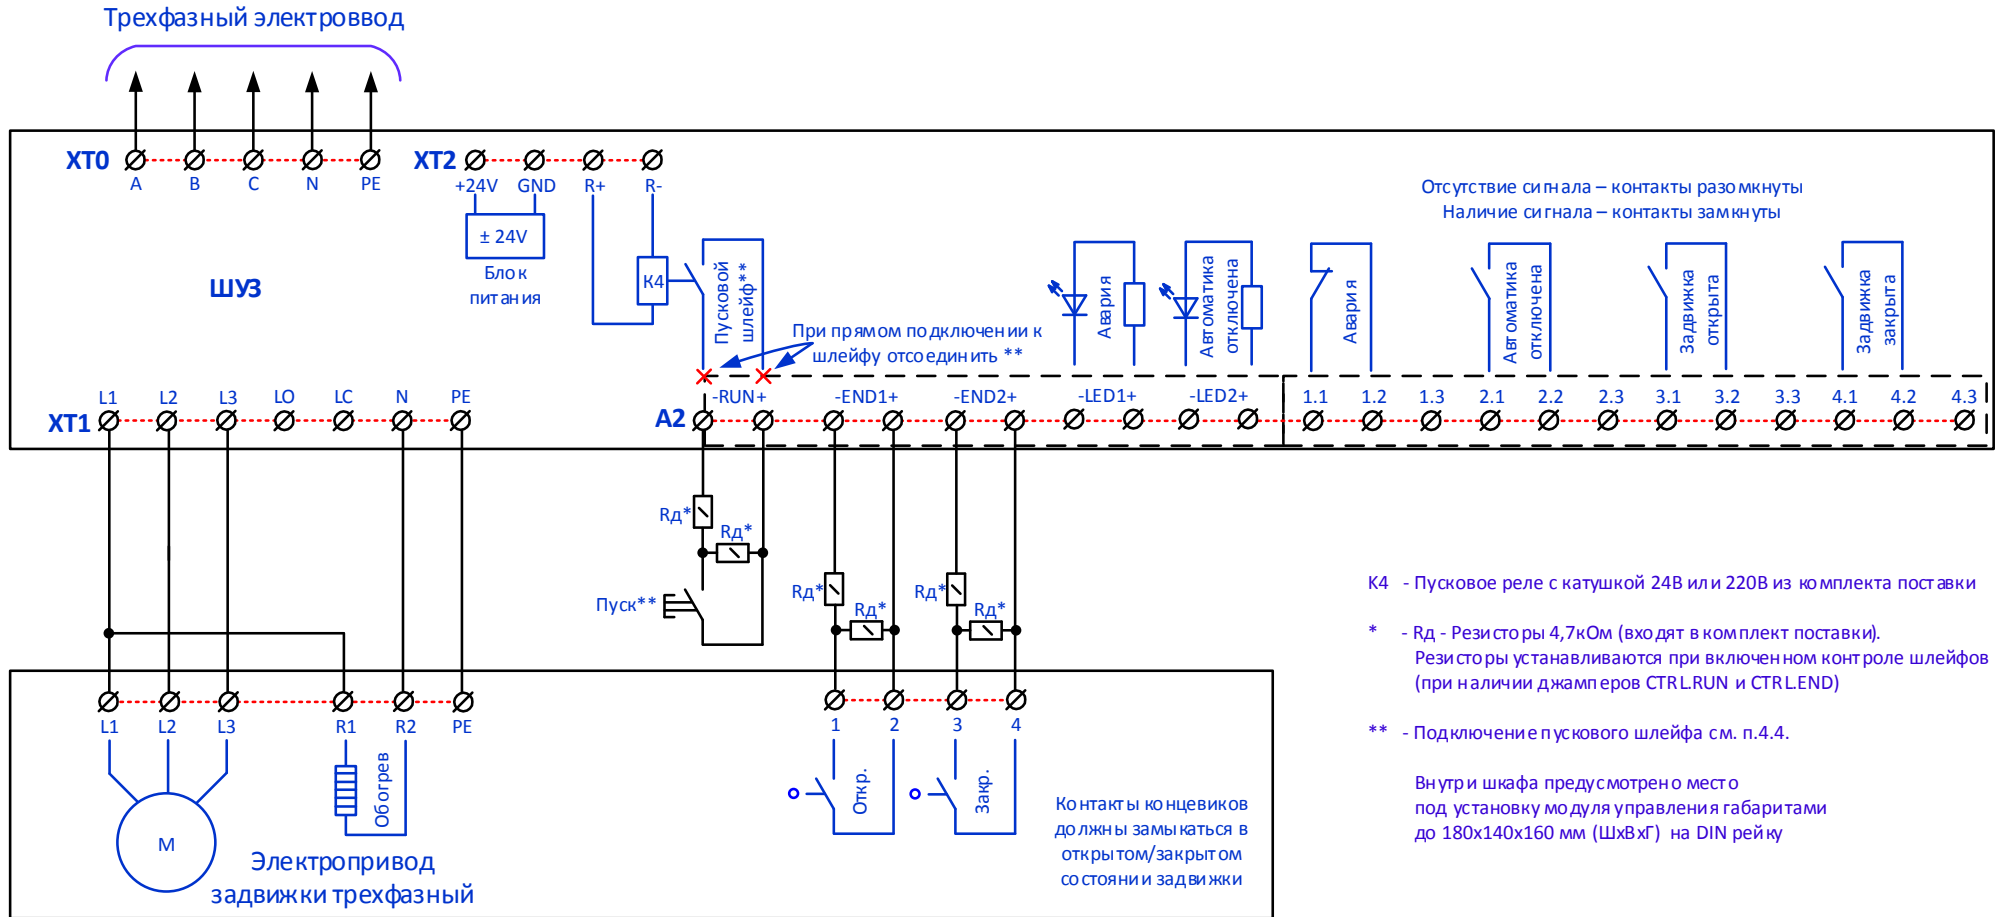 Трехфазный электроввод
XT0
A
B
C
N
PE
XT2
+24V
GND
R+
R-
± 24V
Блок
питания
ШУЗ
K4
Пусковой
шлейф**
При прямом подключении к
шлейфу отсоединить **
Авария
Автоматика
отключена
Отсутствие сигнала – контакты разомкнуты
Наличие сигнала – контакты замкнуты
Авария
Автоматика
отключена
Задвижка
открыта
Задвижка
закрыта
XT1
L1
L2
L3
LO
LC
N
PE
A2
-RUN+
-END1+
-END2+
-LED1+
-LED2+
1.1
1.2
1.3
2.1
2.2
2.3
3.1
3.2
3.3
4.1
4.2
4.3
Rд*
Rд*
Пуск**
Rд*
Rд*
Rд*
Rд*
L1
L2
L3
R1
R2
PE
1
2
3
4
M
Обогрев
Откр.
Закр.
Электропривод
задвижки трехфазный
Контакты концевиков
должны замыкаться в
открытом/закрытом
состоянии задвижки
K4 - Пусковое реле с катушкой 24В или 220В из комплекта поставки
* - Rд - Резисторы 4,7кОм (входят в комплект поставки).
Резисторы устанавливаются при включенном контроле шлейфов
(при наличии джамперов CTRL.RUN и CTRL.END)
** - Подключение пускового шлейфа см. п.4.4.
Внутри шкафа предусмотрено место
под установку модуля управления габаритами
до 180х140х160 мм (ШхВхГ) на DIN рейку